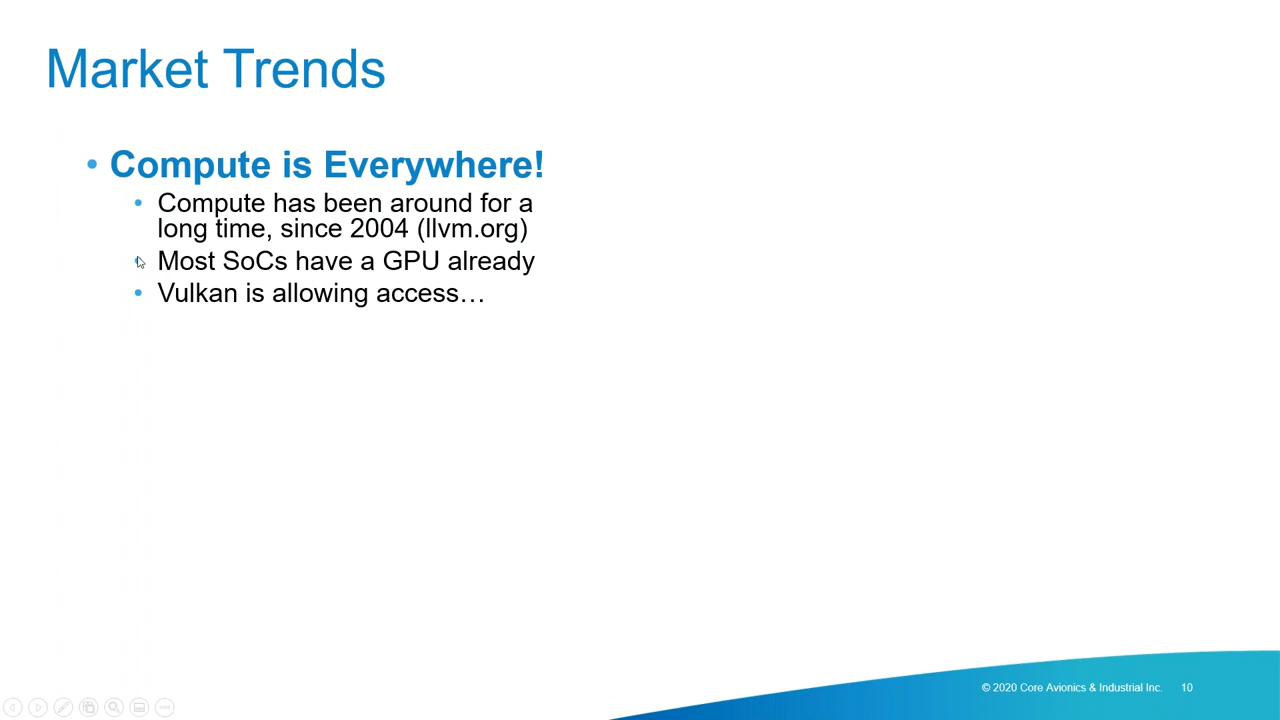 Market Trends
• Compute is Everywhere!
• Compute has been around for a
long time, since 2004 (llvm.org)
• Most SoCs have a GPU already
• Vulkan is allowing access…
© 2020 Core Avionics & Industrial Inc. 10